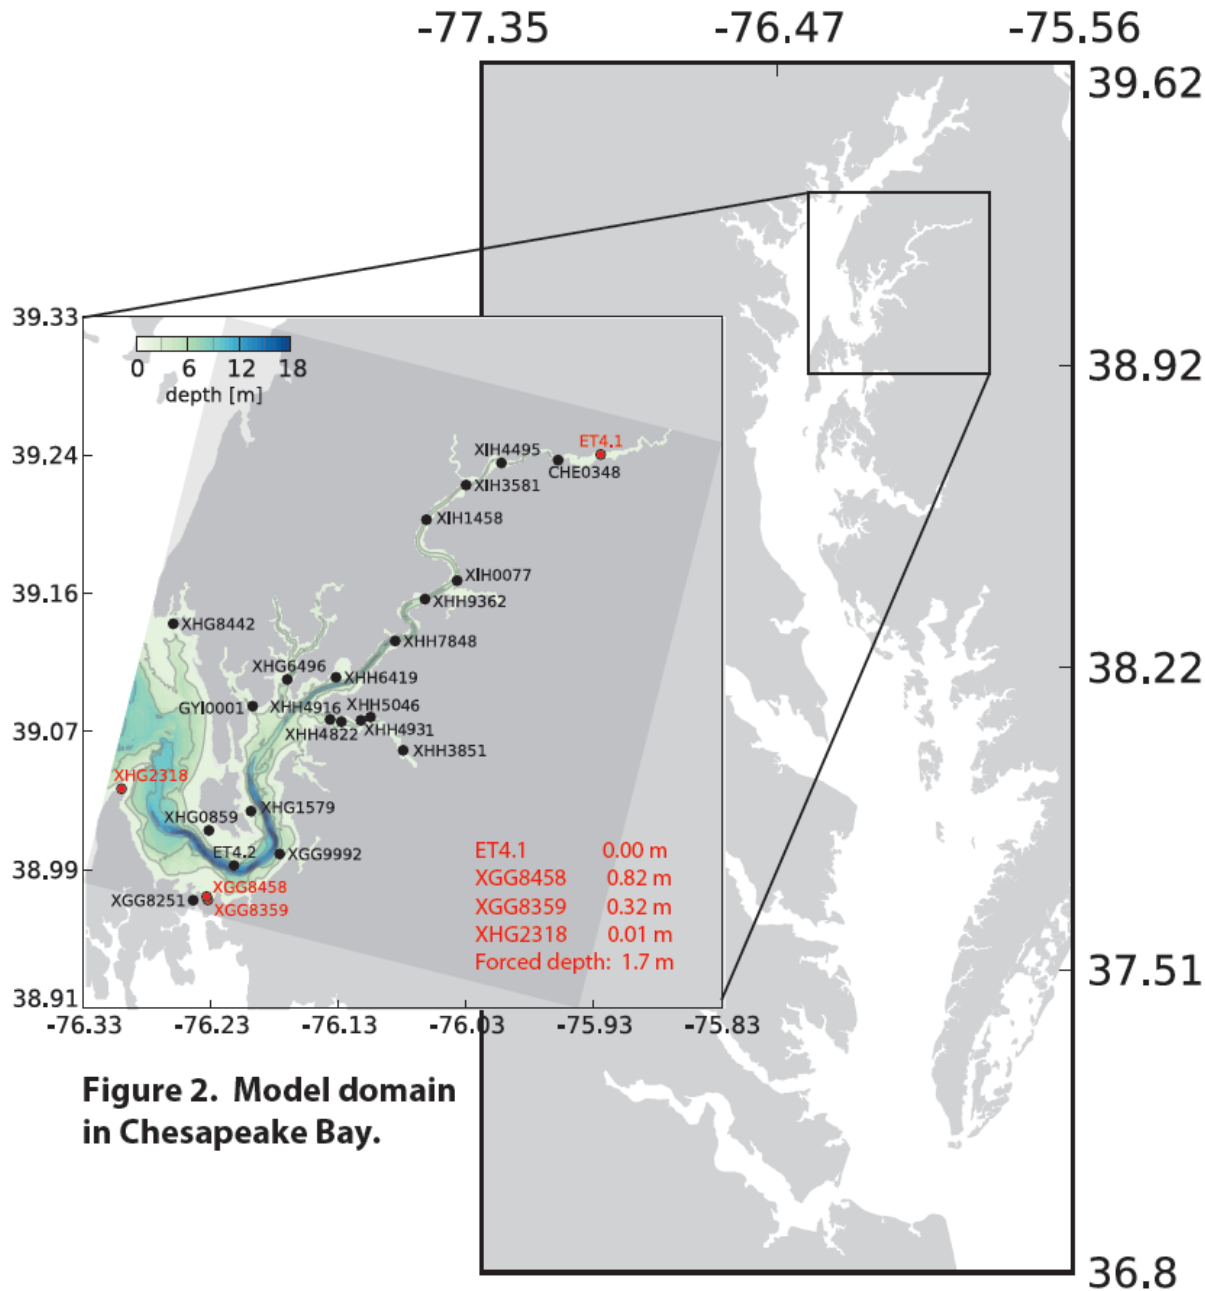 -77.35 -76.47 -75.56
39.62
39.33
0 6 12 18
depth [m]
38.92
ET4.1
XIH4495
39.24
CHE0348
XIH3581
XIH1458
XIH0077
39.16
XHH9362
XHG8442
XHH7848
XHG6496
38.22
XHH6419
GYI0001
XHH4916
XHH5046
39.07
XHH4822
XHH4931
XHH3851
XHG2318
XHG1579
XHG0859
ET4.2
XGG9992
38.99
XGG8458
XGG8251
XGG8359
ET4.1 0.00 m
XGG8458 0.82 m
XGG8359 0.32 m
XHG2318 0.01 m
Forced depth: 1.7 m
37.51
38.91
-76.33 -76.23 -76.13 -76.03 -75.93 -75.83
Figure 2. Model domain
in Chesapeake Bay.
36.8